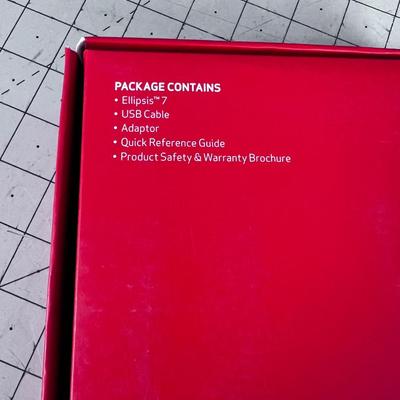 PACKAGE CONTAINS
• Ellipsis™ 7
• USB Cable
• Adaptor
• Quick Reference Guide
• Product Safety & Warranty Brochure